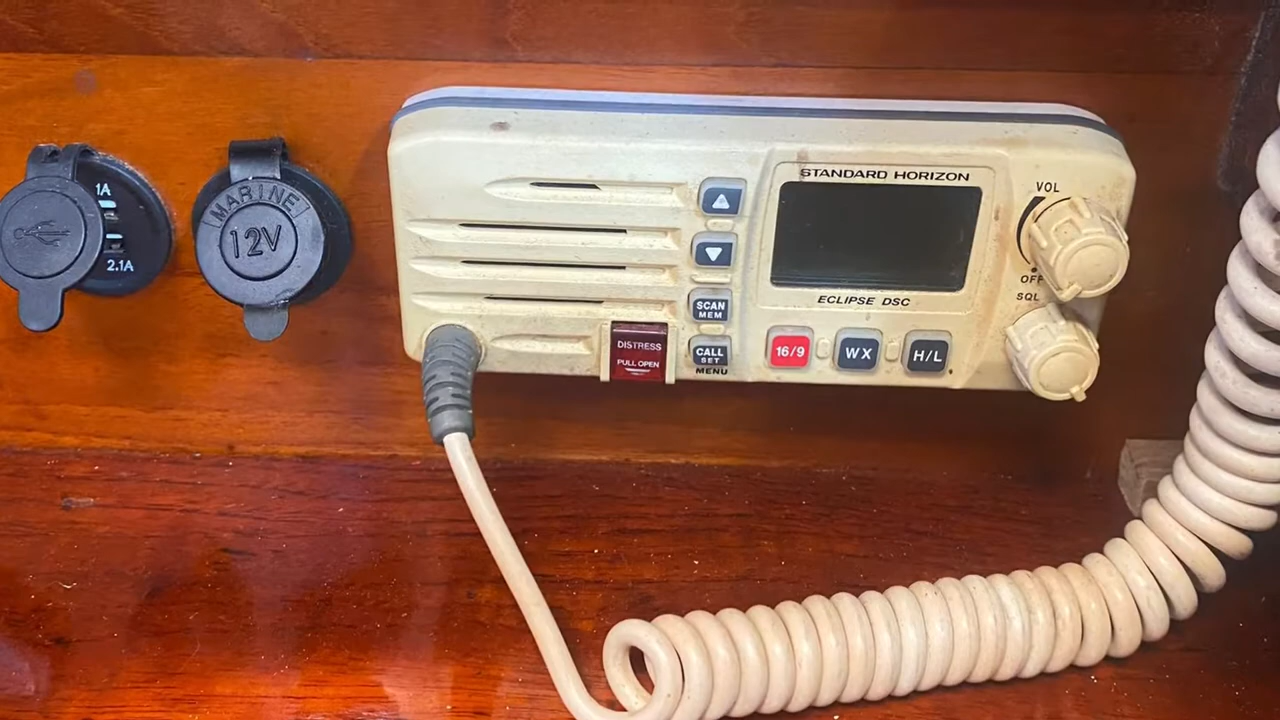 1A
2.1A
MARINE
12V
STANDARD HORIZON
ECLIPSE DSC
SCAN
MEM
CALL
SET
MENU
DISTRESS
PULL OPEN
16/9
WX
H/L
VOL
OFF
SQL